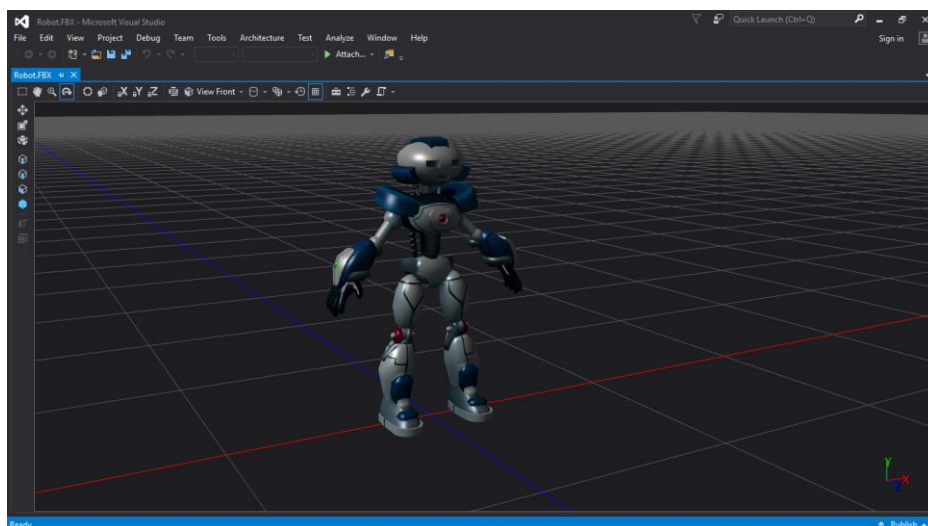 Robot.FBX - Microsoft Visual Studio
Quick Launch (Ctrl+Q)
File Edit View Project Debug Team Tools Architecture Test Analyze Window Help
Sign in
Attach...
Robot.FBX
X Y Z View Front
Y
X
Ready
Publish